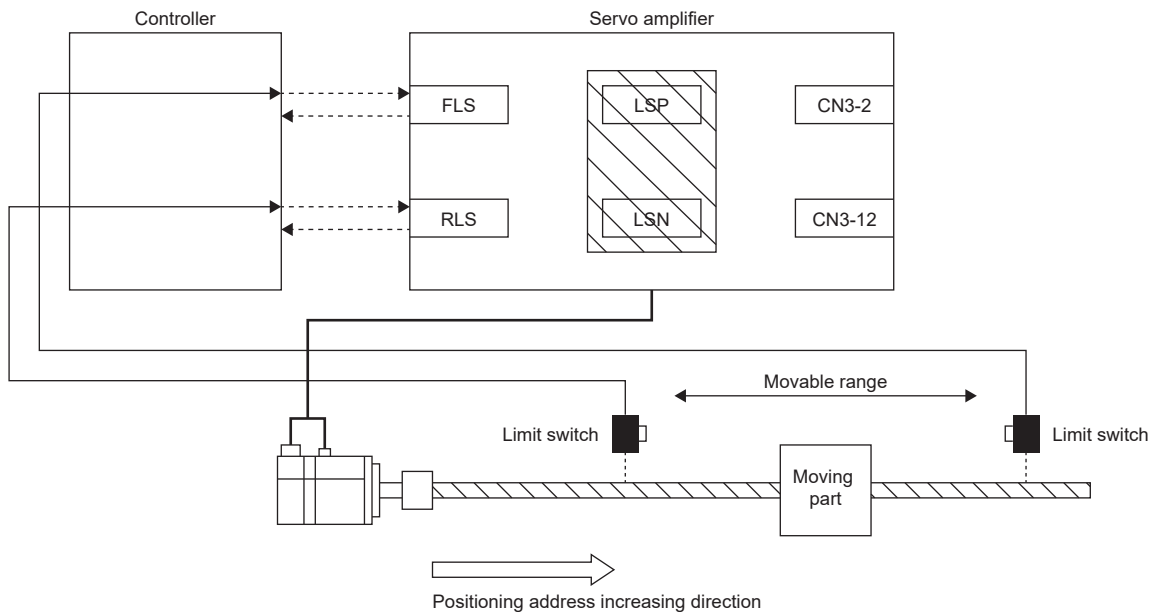 Controller
Servo amplifier
FLS
LSP
CN3-2
RLS
LSN
CN3-12
Movable range
Limit switch
Limit switch
Moving
part
Positioning address increasing direction